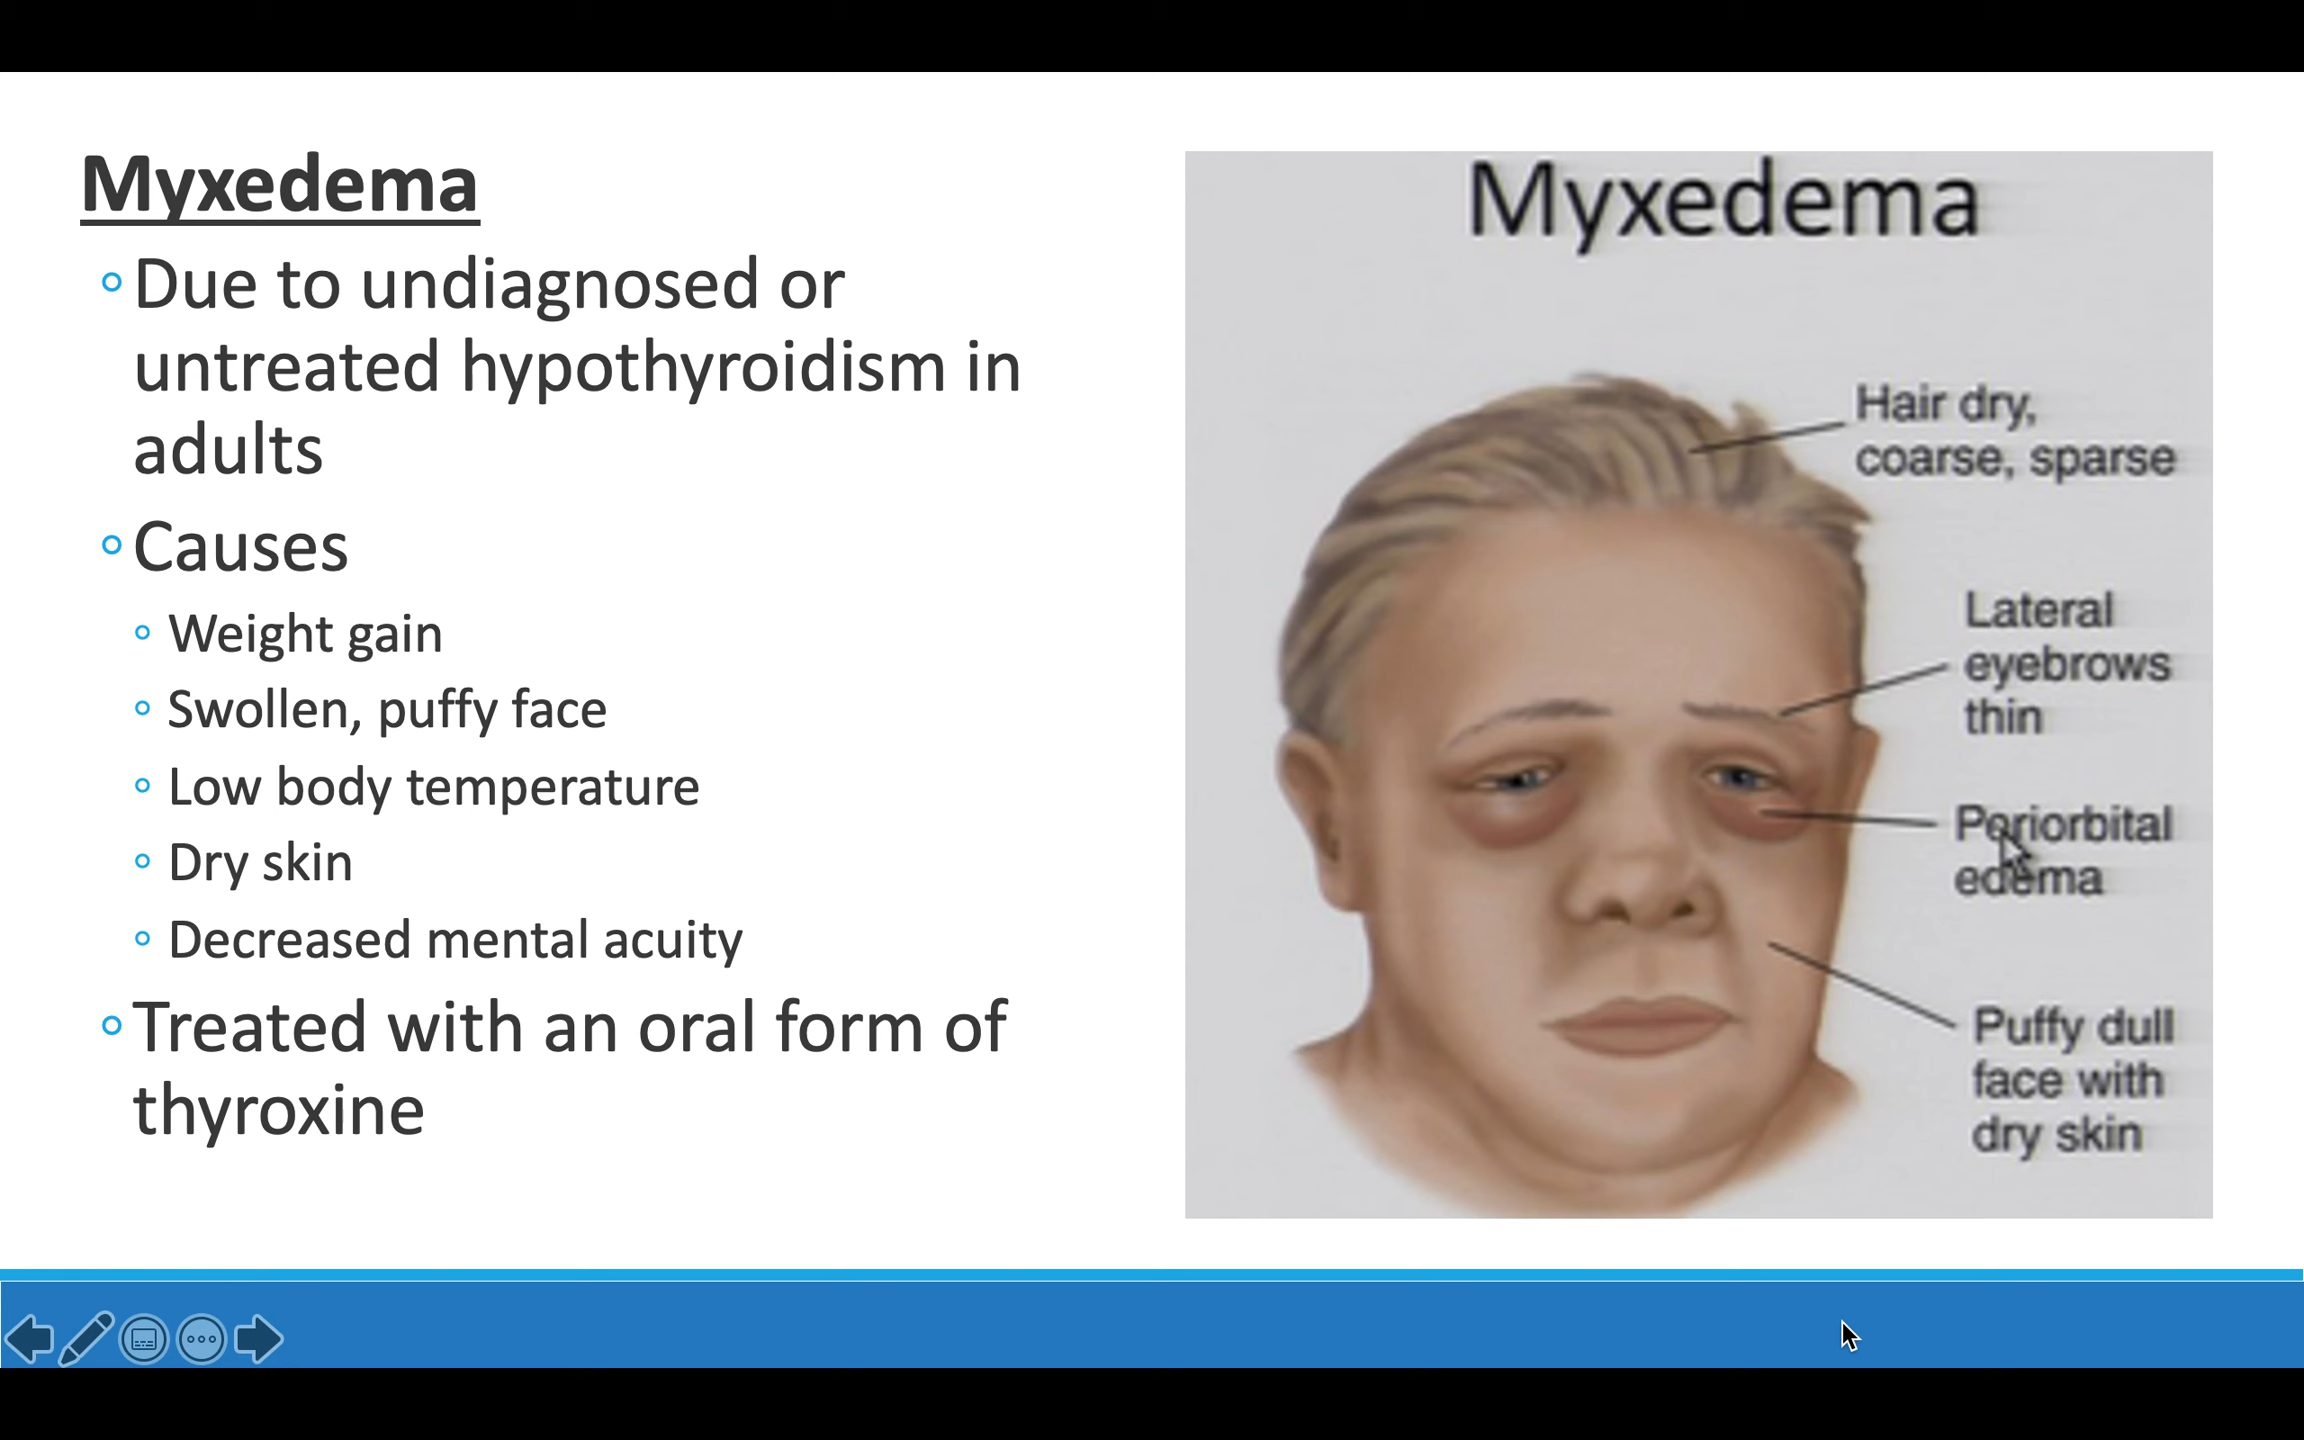 Myxedema
Due to undiagnosed or
untreated hypothyroidism in
adults
Causes
Weight gain
Swollen, puffy face
Low body temperature
Dry skin
Decreased mental acuity
Treated with an oral form of
thyroxine
Myxedema
Hair dry,
coarse, sparse
Lateral
eyebrows
thin
Periorbital
edema
Puffy dull
face with
dry skin